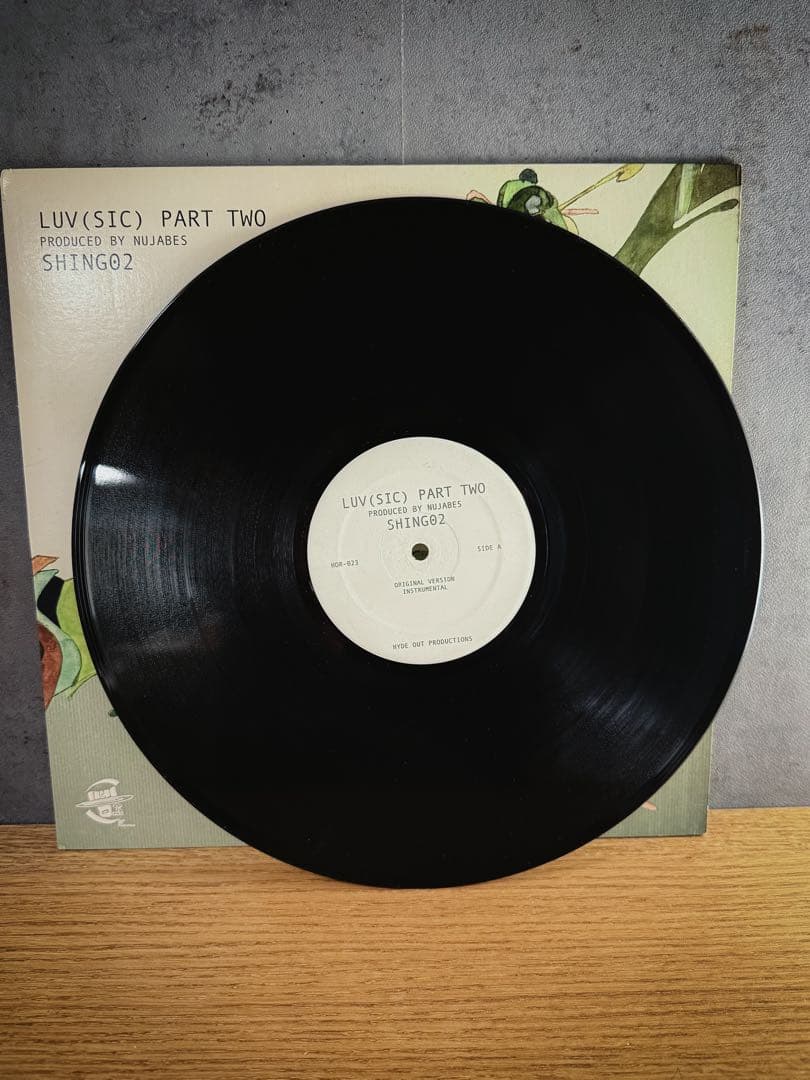 LUV(SIC) PART TWO
PRODUCED BY NUJABES
SHING02
LUV(SIC) PART TWO
PRODUCED BY NUJABES
SHING02
HOR-023
SIDE A
ORIGINAL VERSION
INSTRUMENTAL
HYDE OUT PRODUCTIONS